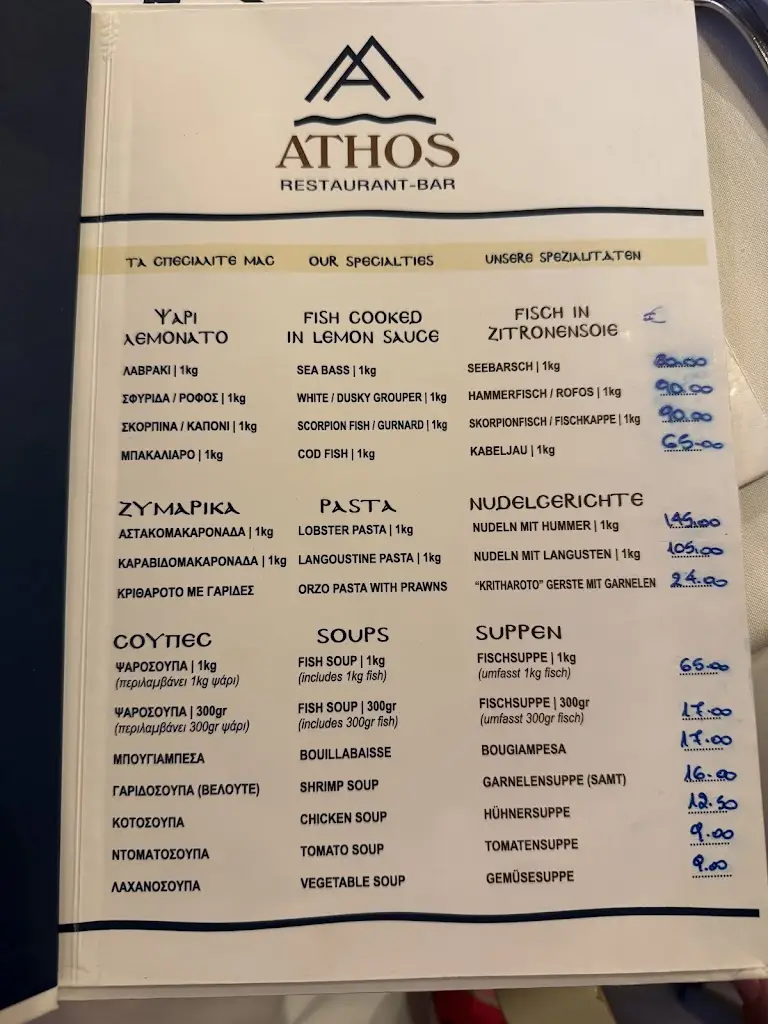 ATHOS
RESTAURANT-BAR
ΤΑ CΠΕCΙΑΛΙΤΕ ΜΑC OUR SPECIALTIES UNSERE SPEZIALITATEN
ΨΑΡΙ ΛΕΜΟΝΑΤΟ FISH COOKED IN LEMON SAUCE FISCH IN ZITRONENSOIE €
ΛΑΒΡΑΚΙ | 1kg SEA BASS | 1kg SEEBARSCH | 1kg 80.00
ΣΦΥΡΙΔΑ / ΡΟΦΟΣ | 1kg WHITE / DUSKY GROUPER | 1kg HAMMERFISCH / ROFOS | 1kg 90.00
ΣΚΟΡΠΙΝΑ / ΚΑΠΟΝΙ | 1kg SCORPION FISH / GURNARD | 1kg SKORPIONFISCH / FISCHKAPPE | 1kg 90.00
ΜΠΑΚΑΛΙΑΡΟ | 1kg COD FISH | 1kg KABELJAU | 1kg 65.00
ΖΥΜΑΡΙΚΑ PASTA NUDELGERICHTE
ΑΣΤΑΚΟΜΑΚΑΡΟΝΑΔΑ | 1kg LOBSTER PASTA | 1kg NUDELN MIT HUMMER | 1kg 145.00
ΚΑΡΑΒΙΔΟΜΑΚΑΡΟΝΑΔΑ | 1kg LANGOUSTINE PASTA | 1kg NUDELN MIT LANGUSTEN | 1kg 105.00
ΚΡΙΘΑΡΟΤΟ ΜΕ ΓΑΡΙΔΕΣ ORZO PASTA WITH PRAWNS "KRITHAROTO" GERSTE MIT GARNELEN 24.00
CΟΥΠΕC SOUPS SUPPEN
ΨΑΡΟΣΟΥΠΑ | 1kg FISH SOUP | 1kg FISCHSUPPE | 1kg 65.00
(περιλαμβάνει 1kg ψάρι) (includes 1kg fish) (umfasst 1kg fisch)
ΨΑΡΟΣΟΥΠΑ | 300gr FISH SOUP | 300gr FISCHSUPPE | 300gr 17.00
(περιλαμβάνει 300gr ψάρι) (includes 300gr fish) (umfasst 300gr fisch)
ΜΠΟΥΓΙΑΜΠΕΣΑ BOUILLABAISSE BOUGIAMPESA 17.00
ΓΑΡΙΔΟΣΟΥΠΑ (ΒΕΛΟΥΤΕ) SHRIMP SOUP GARNELENSUPPE (SAMT) 16.00
ΚΟΤΟΣΟΥΠΑ CHICKEN SOUP HÜHNERSUPPE 12.50
ΝΤΟΜΑΤΟΣΟΥΠΑ TOMATO SOUP TOMATENSUPPE 9.00
ΛΑΧΑΝΟΣΟΥΠΑ VEGETABLE SOUP GEMÜSESUPPE 9.00